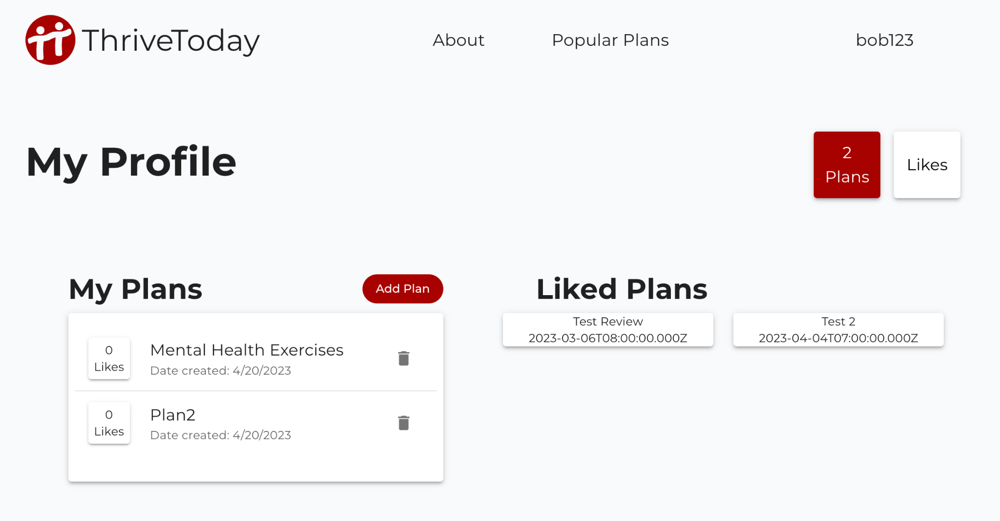 ThriveToday
About
Popular Plans
bob123
My Profile
2
Plans
Likes
My Plans
Add Plan
0
Likes
Mental Health Exercises
Date created: 4/20/2023
0
Likes
Plan2
Date created: 4/20/2023
Liked Plans
Test Review
2023-03-06T08:00:00.000Z
Test 2
2023-04-04T07:00:00.000Z